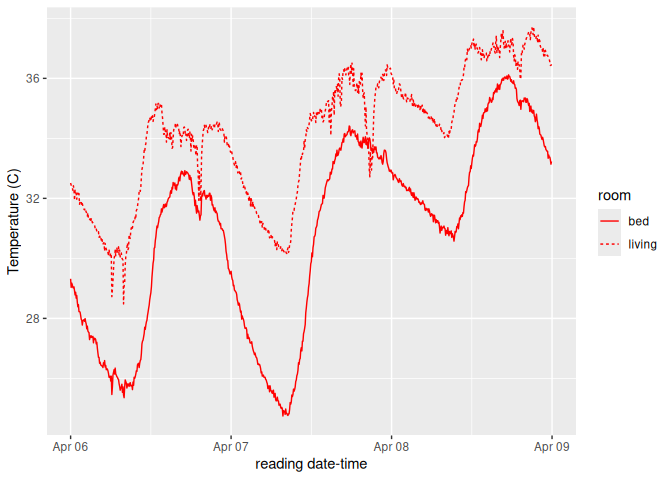 36
32
28
Temperature (C)
Apr 06
Apr 07
Apr 08
Apr 09
reading date-time
room
bed
living